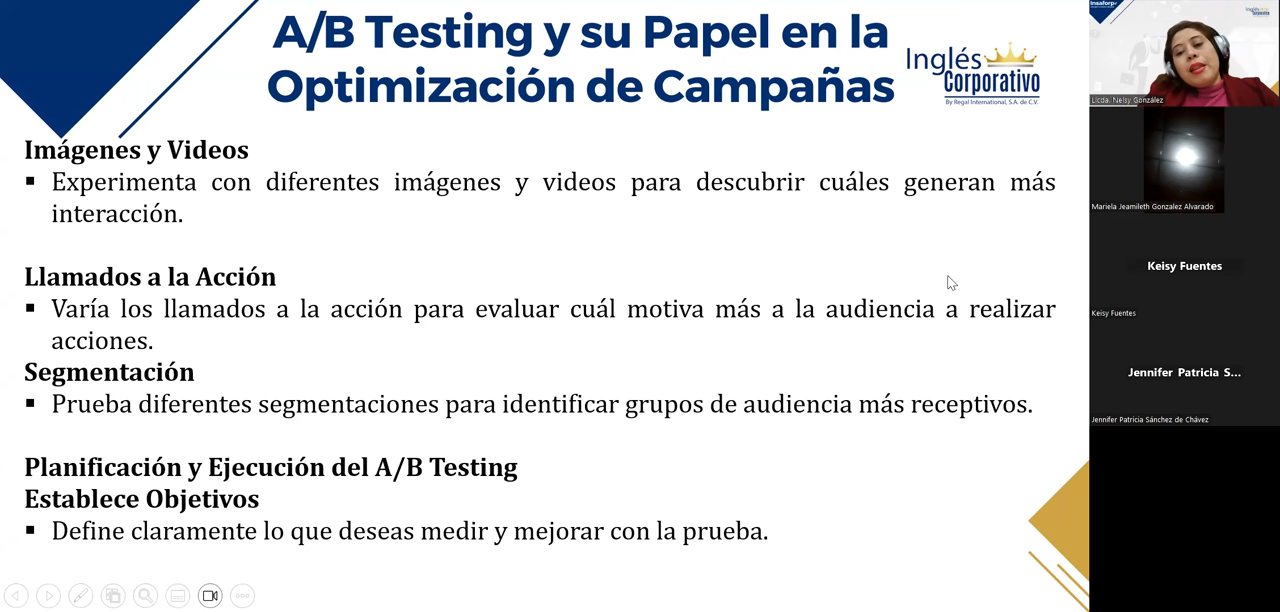 A/B Testing y su Papel en la
Optimización de Campañas
Inglés
Corporativo
By Regal International, S.A. de C.V.
Imágenes y Videos
▪ Experimenta con diferentes imágenes y videos para descubrir cuáles generan más
interacción.
Llamados a la Acción
▪ Varía los llamados a la acción para evaluar cuál motiva más a la audiencia a realizar
acciones.
Segmentación
▪ Prueba diferentes segmentaciones para identificar grupos de audiencia más receptivos.
Planificación y Ejecución del A/B Testing
Establece Objetivos
▪ Define claramente lo que deseas medir y mejorar con la prueba.
Insaforp
Licda. Nelsy González
Mariela Jeamileth Gonzalez Alvarado
Keisy Fuentes
Keisy Fuentes
Jennifer Patricia S...
Jennifer Patricia Sánchez de Chávez